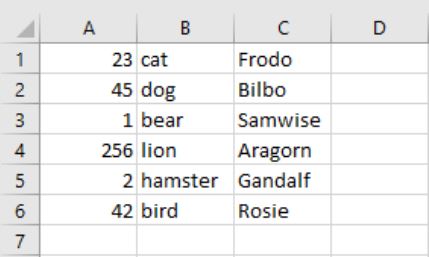 A B C D
1 23 cat Frodo
2 45 dog Bilbo
3 1 bear Samwise
4 256 lion Aragorn
5 2 hamster Gandalf
6 42 bird Rosie
7